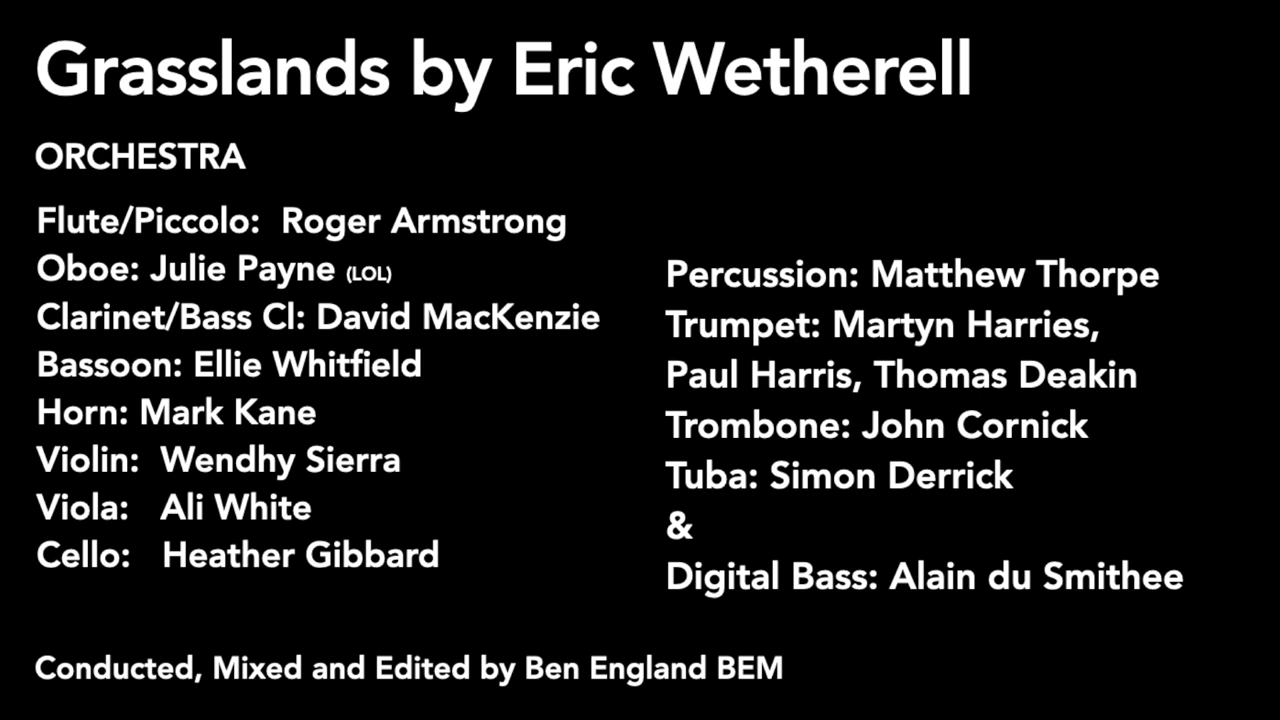 Grasslands by Eric Wetherell
ORCHESTRA
Flute/Piccolo: Roger Armstrong
Oboe: Julie Payne (LOL)
Clarinet/Bass Cl: David MacKenzie
Bassoon: Ellie Whitfield
Horn: Mark Kane
Violin: Wendhy Sierra
Viola: Ali White
Cello: Heather Gibbard
Percussion: Matthew Thorpe
Trumpet: Martyn Harries,
Paul Harris, Thomas Deakin
Trombone: John Cornick
Tuba: Simon Derrick
&
Digital Bass: Alain du Smithee
Conducted, Mixed and Edited by Ben England BEM